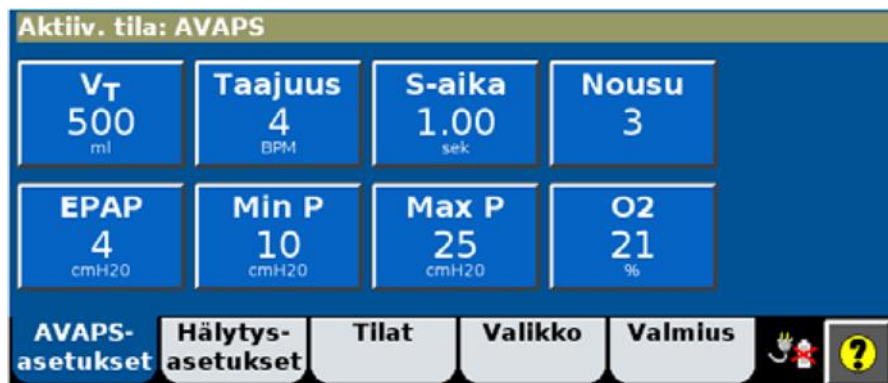 Aktiiv. tila: AVAPS
VT Taajuus S-aika Nousu
500 4 1.00 3
ml BPM sek
EPAP Min P Max P O2
4 10 25 21
cmH20 cmH20 cmH20 %
AVAPS- Hälytys- Tilat Valikko Valmius ?
asetukset asetukset